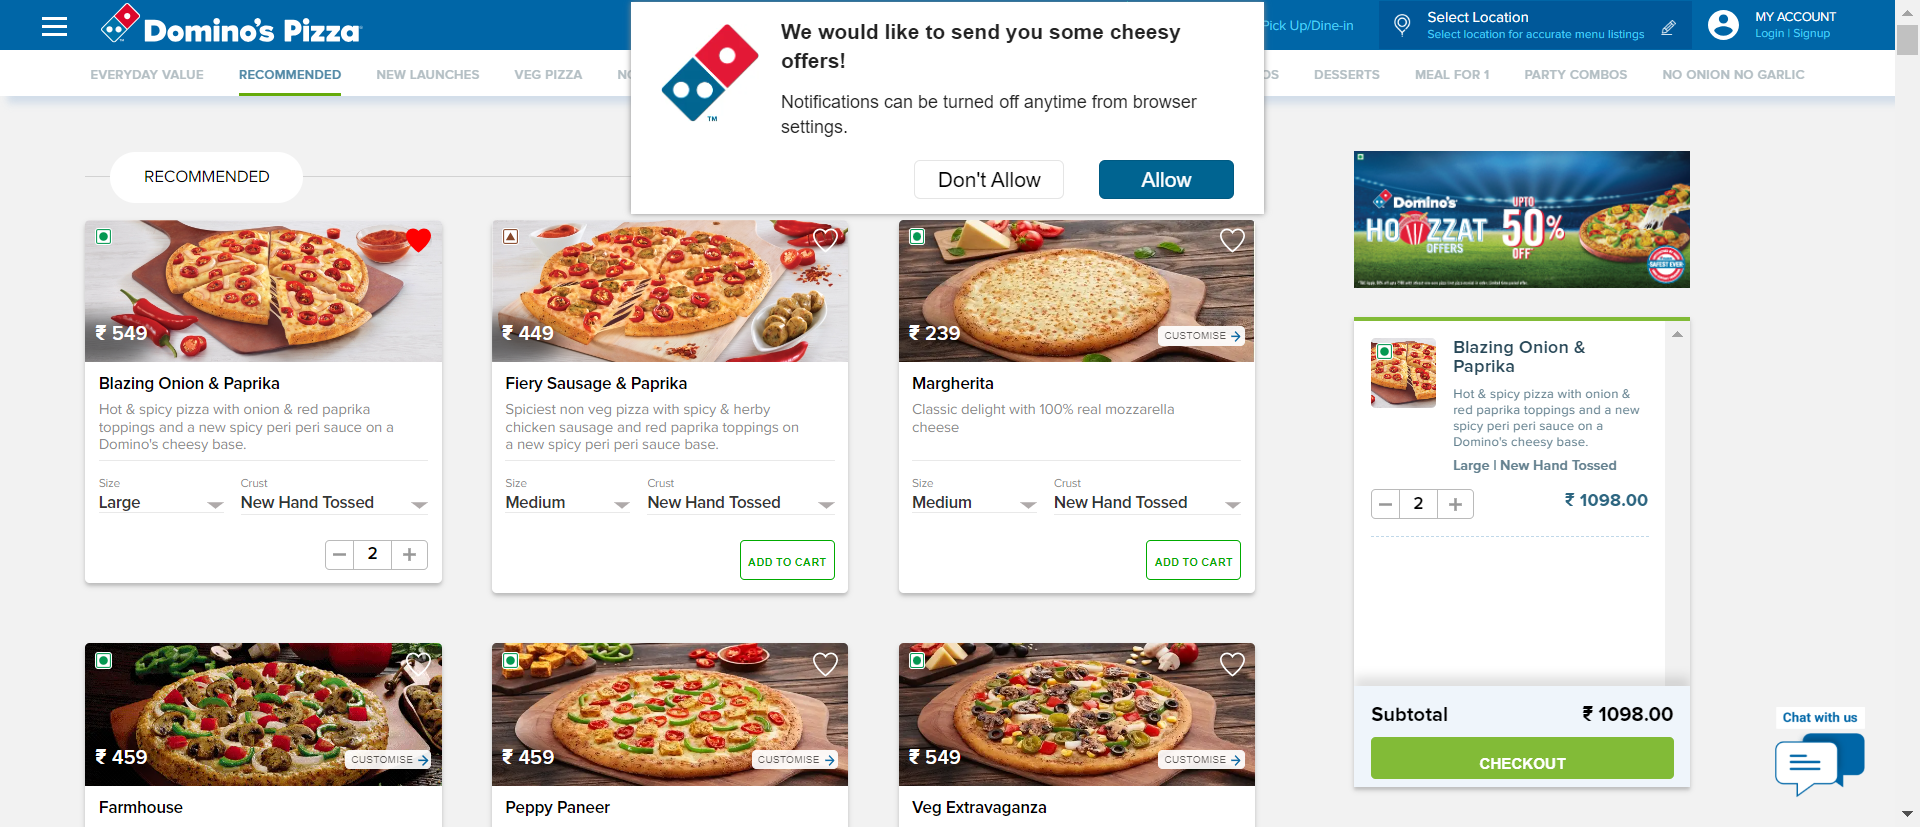 Domino's Pizza
We would like to send you some cheesy
offers!
Notifications can be turned off anytime from browser
settings.
Don't Allow
Allow
Pick Up/Dine-in
Select Location
Select location for accurate menu listings
MY ACCOUNT
Login | Signup
EVERYDAY VALUE
RECOMMENDED
NEW LAUNCHES
VEG PIZZA
DESSERTS
MEAL FOR 1
PARTY COMBOS
NO ONION NO GARLIC
RECOMMENDED
₹ 549
Blazing Onion & Paprika
Hot & spicy pizza with onion & red paprika
toppings and a new spicy peri peri sauce on a
Domino's cheesy base.
Size
Crust
Large
New Hand Tossed
2
₹ 449
Fiery Sausage & Paprika
Spiciest non veg pizza with spicy & herby
chicken sausage and red paprika toppings on
a new spicy peri peri sauce base.
Size
Crust
Medium
New Hand Tossed
ADD TO CART
₹ 239
CUSTOMISE
Margherita
Classic delight with 100% real mozzarella
cheese
Size
Crust
Medium
New Hand Tossed
ADD TO CART
₹ 459
CUSTOMISE
Farmhouse
₹ 459
CUSTOMISE
Peppy Paneer
₹ 549
CUSTOMISE
Veg Extravaganza
Domino's
HOZZAT
OFFERS
UPTO
50%
OFF
Blazing Onion &
Paprika
Hot & spicy pizza with onion &
red paprika toppings and a new
spicy peri peri sauce on a
Domino's cheesy base.
Large | New Hand Tossed
2
₹ 1098.00
Subtotal
₹ 1098.00
CHECKOUT
Chat with us